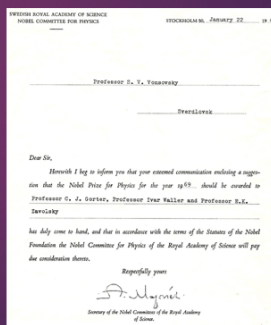 SWEDISH ROYAL ACADEMY OF SCIENCE
NOBEL COMMITTEE FOR PHYSICS
STOCKHOLM 50, January 22
Professor S. V. Vonsowsky
Sverdlovsk
Dear Sir,
Herewith I beg to inform you that your esteemed communication enclosing a sugges-
tion that the Nobel Prize for Physics for the year 1969 should be awarded to
Professor C. J. Gorter, Professor Ivar Waller and Professor E.K.
Zavolsky
has duly come to hand, and that in accordance with the terms of the Statutes of the Nobel
Foundation the Nobel Committee for Physics of the Royal Academy of Science will pay
due consideration thereto.
Respectfully yours
Secretary of the Nobel Committees of the Royal Academy
of Science.